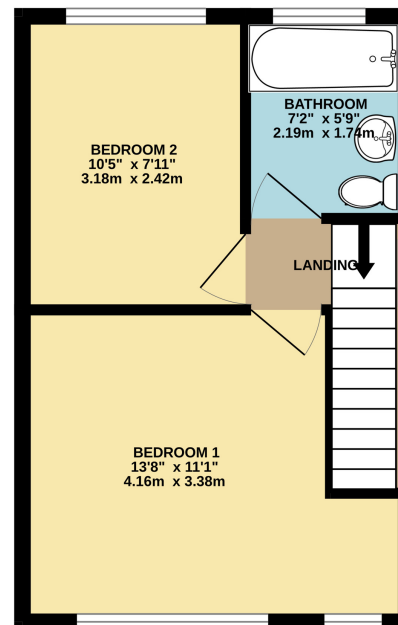 BATHROOM
7'2" x 5'9"
2.19m x 1.74m
BEDROOM 2
10'5" x 7'11"
3.18m x 2.42m
LANDING
BEDROOM 1
13'8" x 11'1"
4.16m x 3.38m